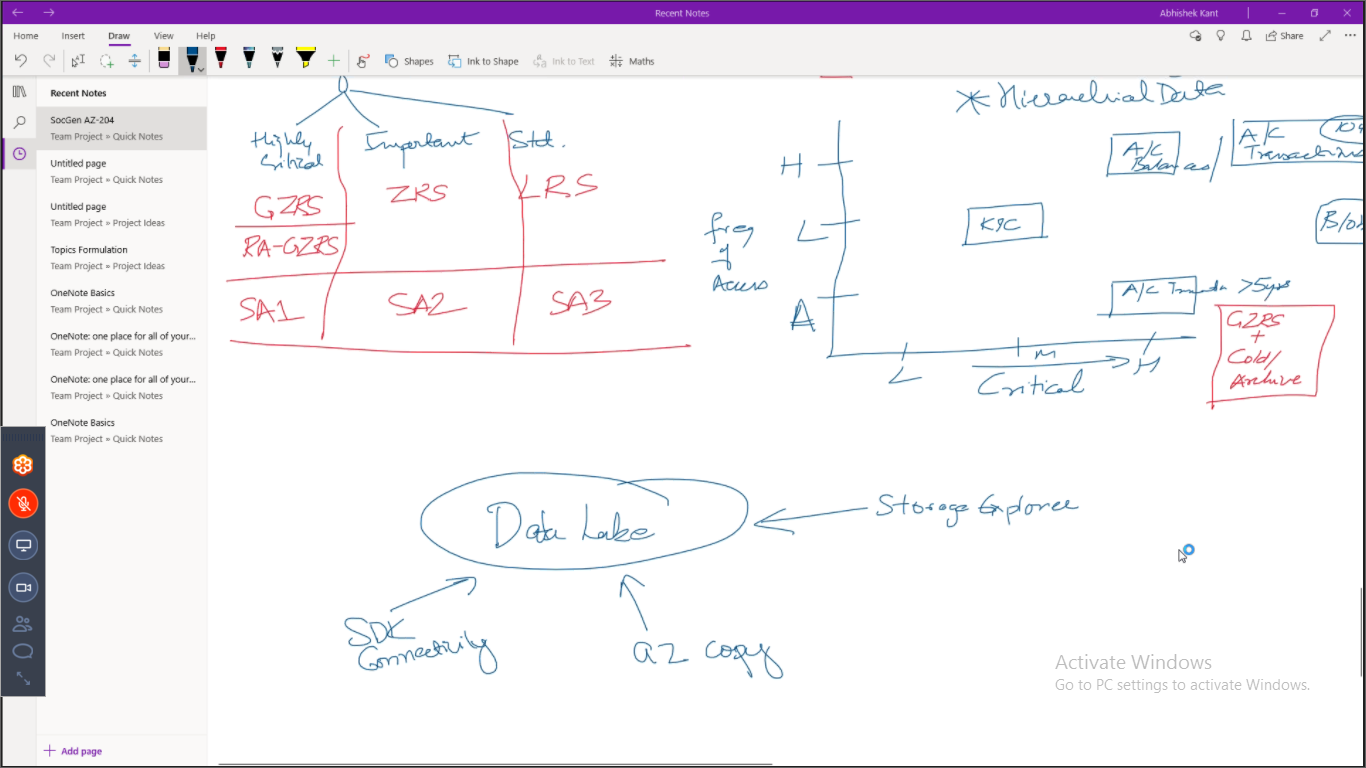 Recent Notes
Abhishek Kant
Home Insert Draw View Help
Share
Shapes Ink to Shape Ink to Text Maths
Recent Notes
SocGen AZ-204
Team Project » Quick Notes
Untitled page
Team Project » Quick Notes
Untitled page
Team Project » Project Ideas
Topics Formulation
Team Project » Project Ideas
OneNote Basics
Team Project » Quick Notes
OneNote: one place for all of your...
Team Project » Quick Notes
OneNote: one place for all of your...
Team Project » Quick Notes
OneNote Basics
Team Project » Quick Notes
Add page
Highly Critical
Important
Std.
GZRS
RA-GZRS
ZRS
LRS
SA1
SA2
SA3
* Hierarchial Data
H
L
A
freq
of
Access
A/C
Balances/
A/C
Transactions
KYC
A/C >5yrs
GZRS
+
Cold/
Archive
L
M
H
Critical
Data Lake
Storage Explorer
SDK
Connectivity
az copy
Activate Windows
Go to PC settings to activate Windows.